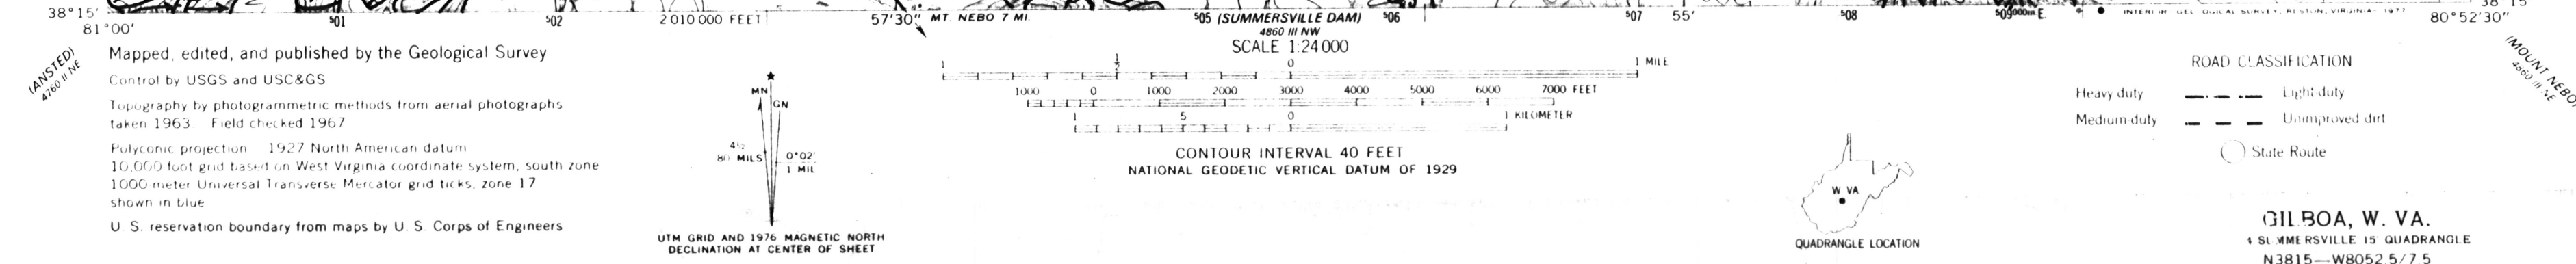 38°15'
81°00'
501
502
2 010 000 FEET
57'30"
MT. NEBO 7 MI.
505
(SUMMERSVILLE DAM)
4860 III NW
506
507
55'
508
509000m E.
38°15'
80°52'30"
(ANSTED)
4760 II NE
(MOUNT NEBO)
4860 III NE
Mapped, edited, and published by the Geological Survey
Control by USGS and USC&GS
Topography by photogrammetric methods from aerial photographs
taken 1963 Field checked 1967
Polyconic projection 1927 North American datum
10,000 foot grid based on West Virginia coordinate system, south zone
1000 meter Universal Transverse Mercator grid ticks, zone 17
shown in blue
U. S. reservation boundary from maps by U. S. Corps of Engineers
MN
GN
80 MILS
0°02'
1 MIL
UTM GRID AND 1976 MAGNETIC NORTH
DECLINATION AT CENTER OF SHEET
SCALE 1:24 000
1 ½ 0 1 MILE
1000 0 1000 2000 3000 4000 5000 6000 7000 FEET
1 5 0 1 KILOMETER
CONTOUR INTERVAL 40 FEET
NATIONAL GEODETIC VERTICAL DATUM OF 1929
W VA
QUADRANGLE LOCATION
ROAD CLASSIFICATION
Heavy duty Light duty
Medium duty Unimproved dirt
State Route
GILBOA, W. VA.
SUMMERSVILLE 15' QUADRANGLE
N3815—W8052.5/7.5